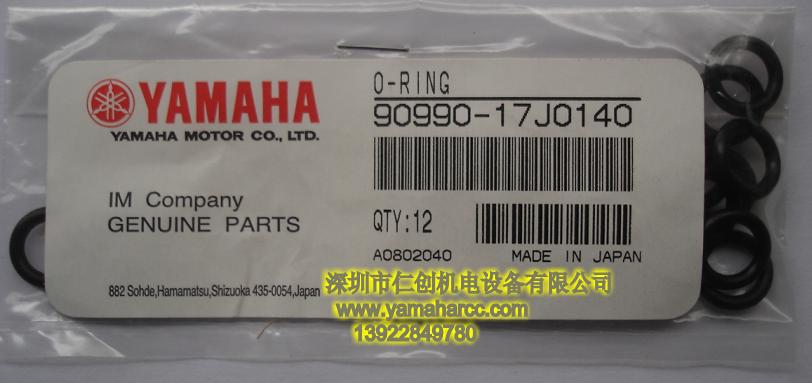 YAMAHA
YAMAHA MOTOR CO., LTD.
IM Company
GENUINE PARTS
882 Sohde,Hamamatsu,Shizuoka 435-0054,Japan
O-RING
90990-17J0140
QTY:12
A0802040 MADE IN JAPAN
深圳市仁创机电设备有限公司
www.yamaharcc.com
13922849780